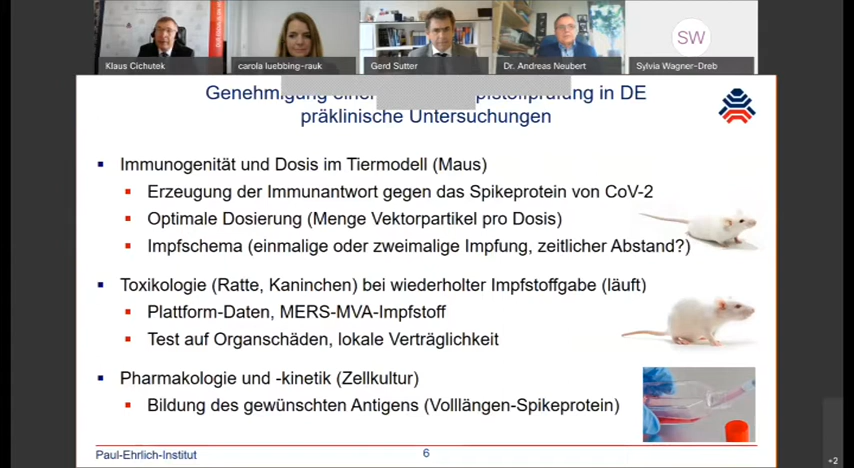 SW
Klaus Cichutek
carola luebbing-rauk
Gerd Sutter
Dr. Andreas Neubert
Sylvia Wagner-Dreb
in DE
präklinische Untersuchungen
Immunogenität und Dosis im Tiermodell (Maus)
Erzeugung der Immunantwort gegen das Spikeprotein von CoV-2
Optimale Dosierung (Menge Vektorpartikel pro Dosis)
Impfschema (einmalige oder zweimalige Impfung, zeitlicher Abstand?)
Toxikologie (Ratte, Kaninchen) bei wiederholter Impfstoffgabe (läuft)
Plattform-Daten, MERS-MVA-Impfstoff
Test auf Organschäden, lokale Verträglichkeit
Pharmakologie und -kinetik (Zellkultur)
Bildung des gewünschten Antigens (Volllängen-Spikeprotein)
Paul-Ehrlich-Institut
6
+2